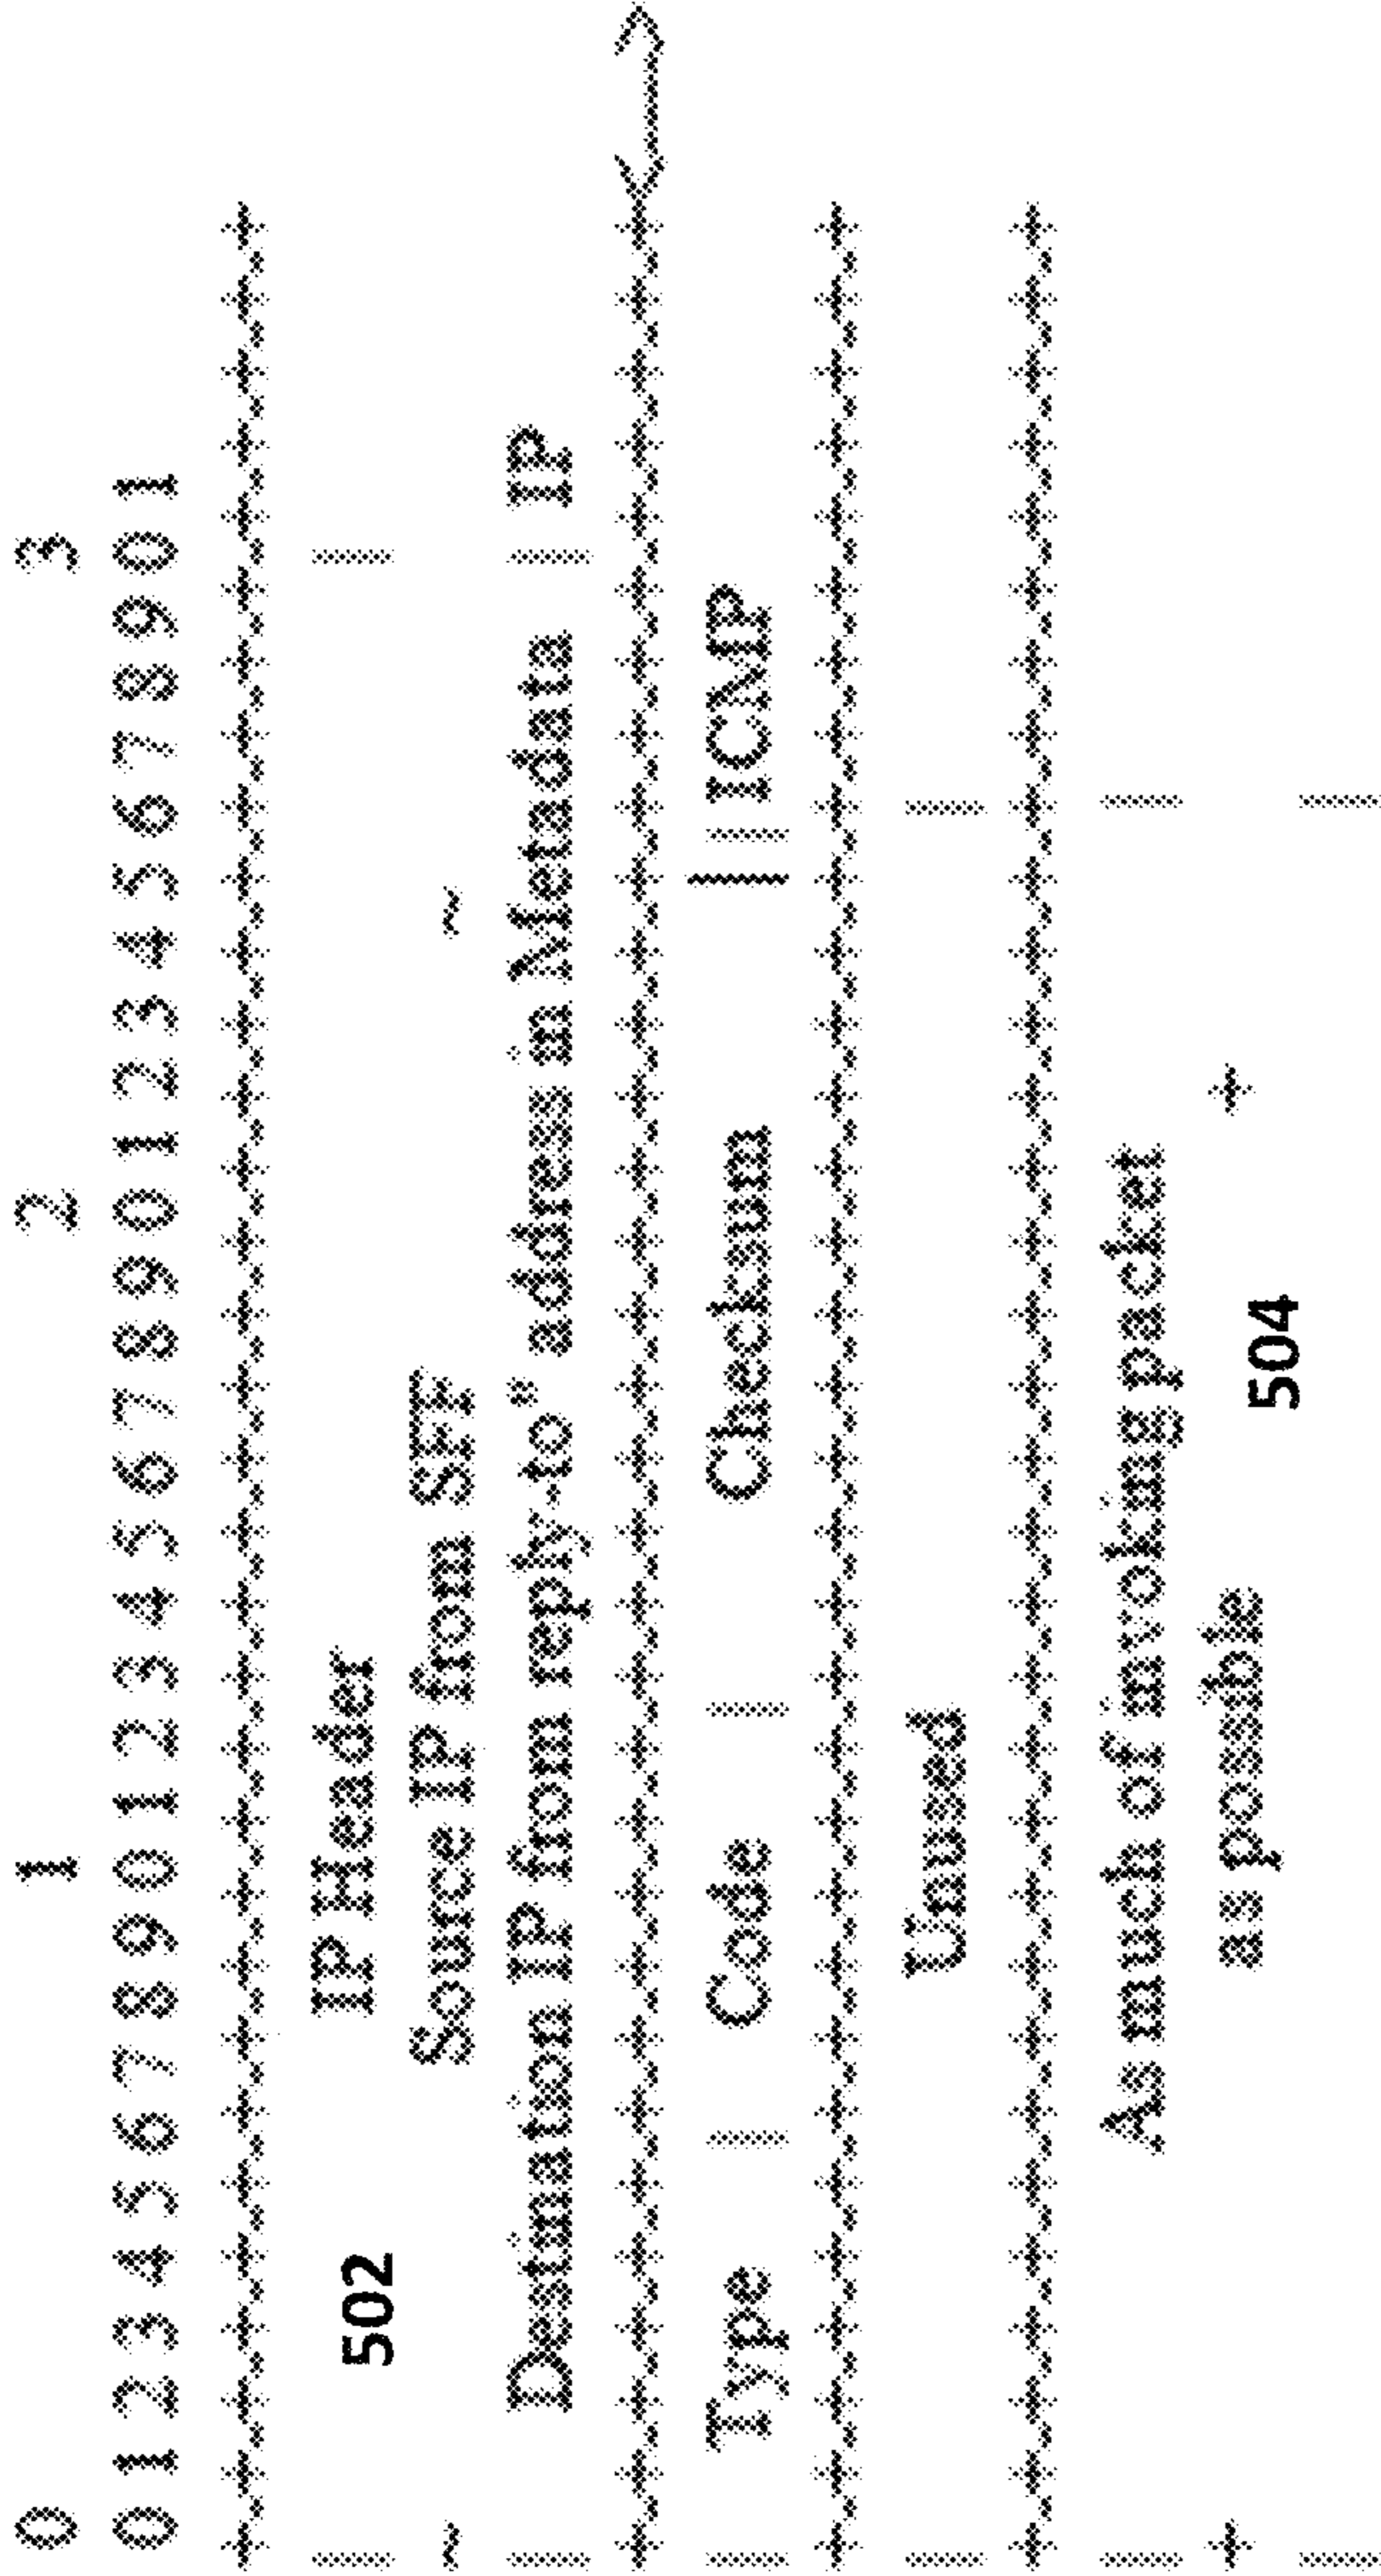 0 1 2 3
0 1 2 3 4 5 6 7 8 9 0 1 2 3 4 5 6 7 8 9 0 1 2 3 4 5 6 7 8 9 0 1
+-+-+-+-+-+-+-+-+-+-+-+-+-+-+-+-+-+-+-+-+-+-+-+-+-+-+-+-+-+-+-+-+
| IP Header |
502
~ Source IP from SFF ~
| Destination IP from reply-to" address in Metadata | IP
+-+-+-+-+-+-+-+-+-+-+-+-+-+-+-+-+-+-+-+-+-+-+-+-+-+-+-+-+-+-+-+-+<--->
| Type | Code | Checksum | | ICMP
+-+-+-+-+-+-+-+-+-+-+-+-+-+-+-+-+-+-+-+-+-+-+-+-+-+-+-+-+-+-+-+-+
| Unused |
+-+-+-+-+-+-+-+-+-+-+-+-+-+-+-+-+-+-+-+-+-+-+-+-+-+-+-+-+-+-+-+-+
| As much of invoking packet |
+ as possible +
504
| |